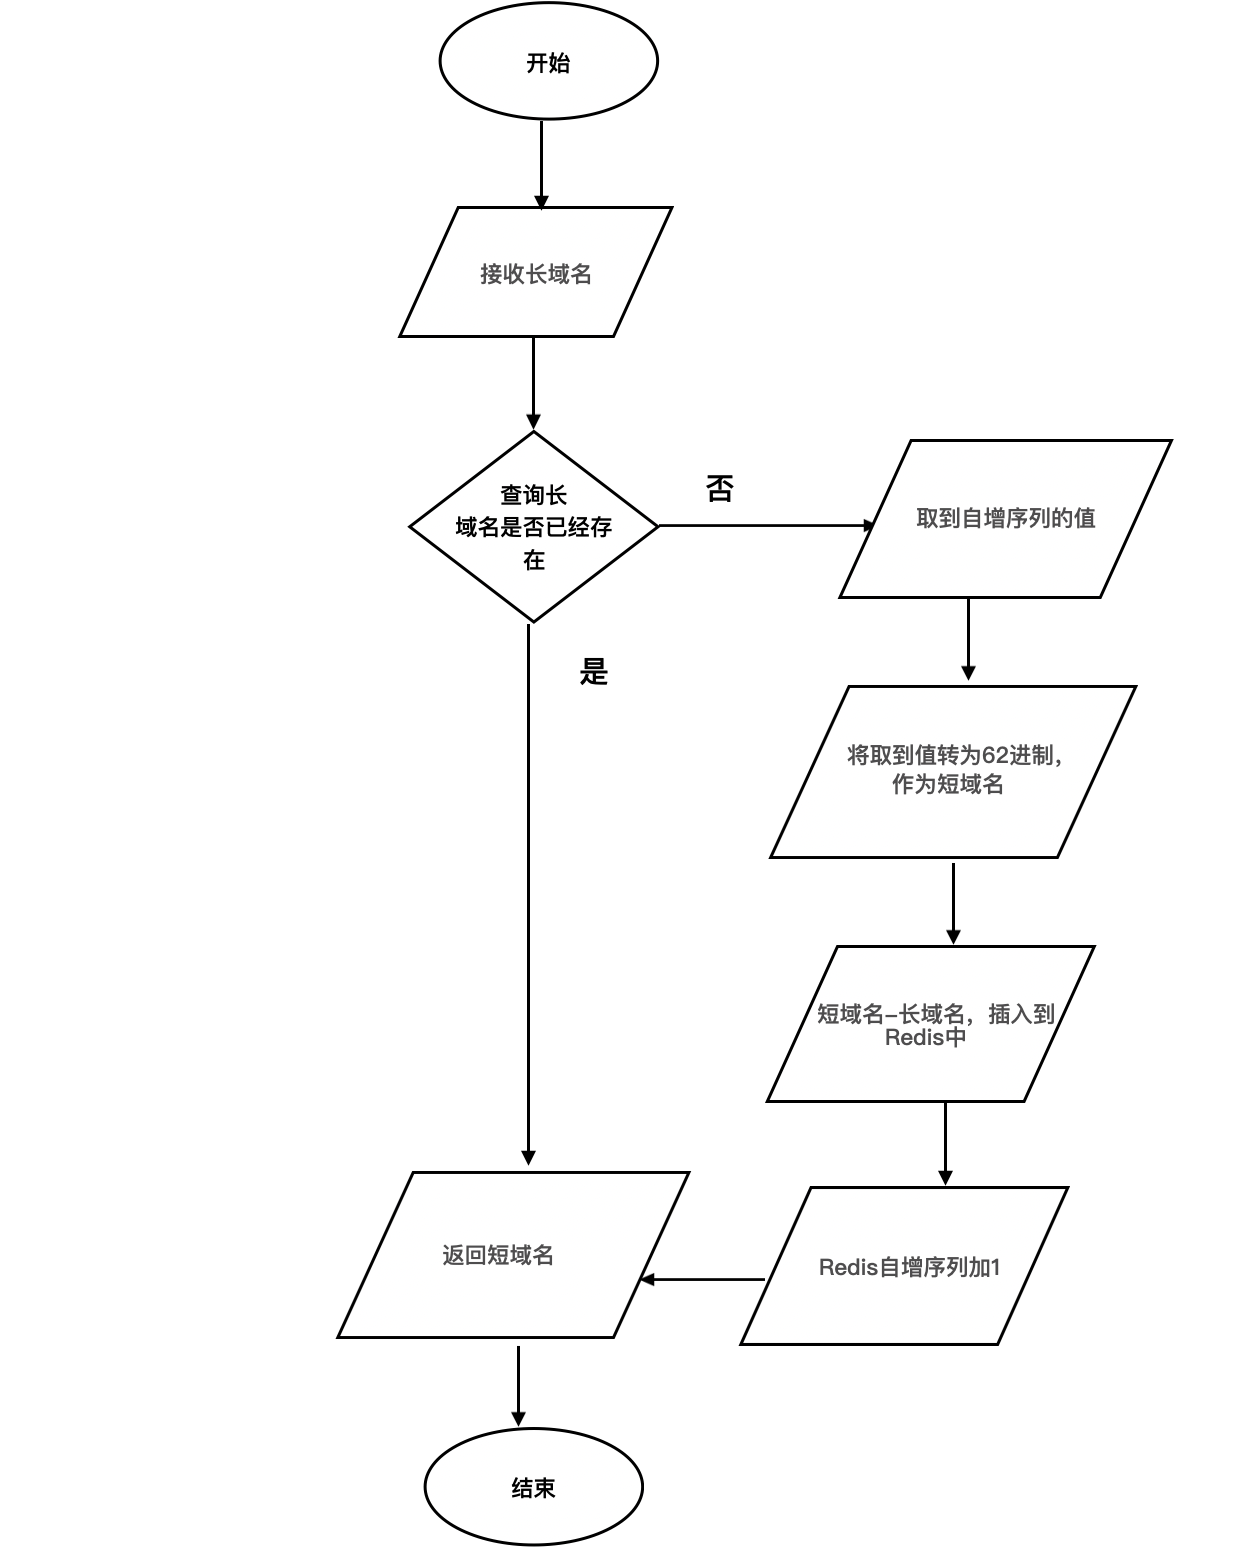 开始
接收长域名
查询长
域名是否已经存
在
否
取到自增序列的值
是
将取到值转为62进制，
作为短域名
短域名-长域名，插入到
Redis中
返回短域名
Redis自增序列加1
结束